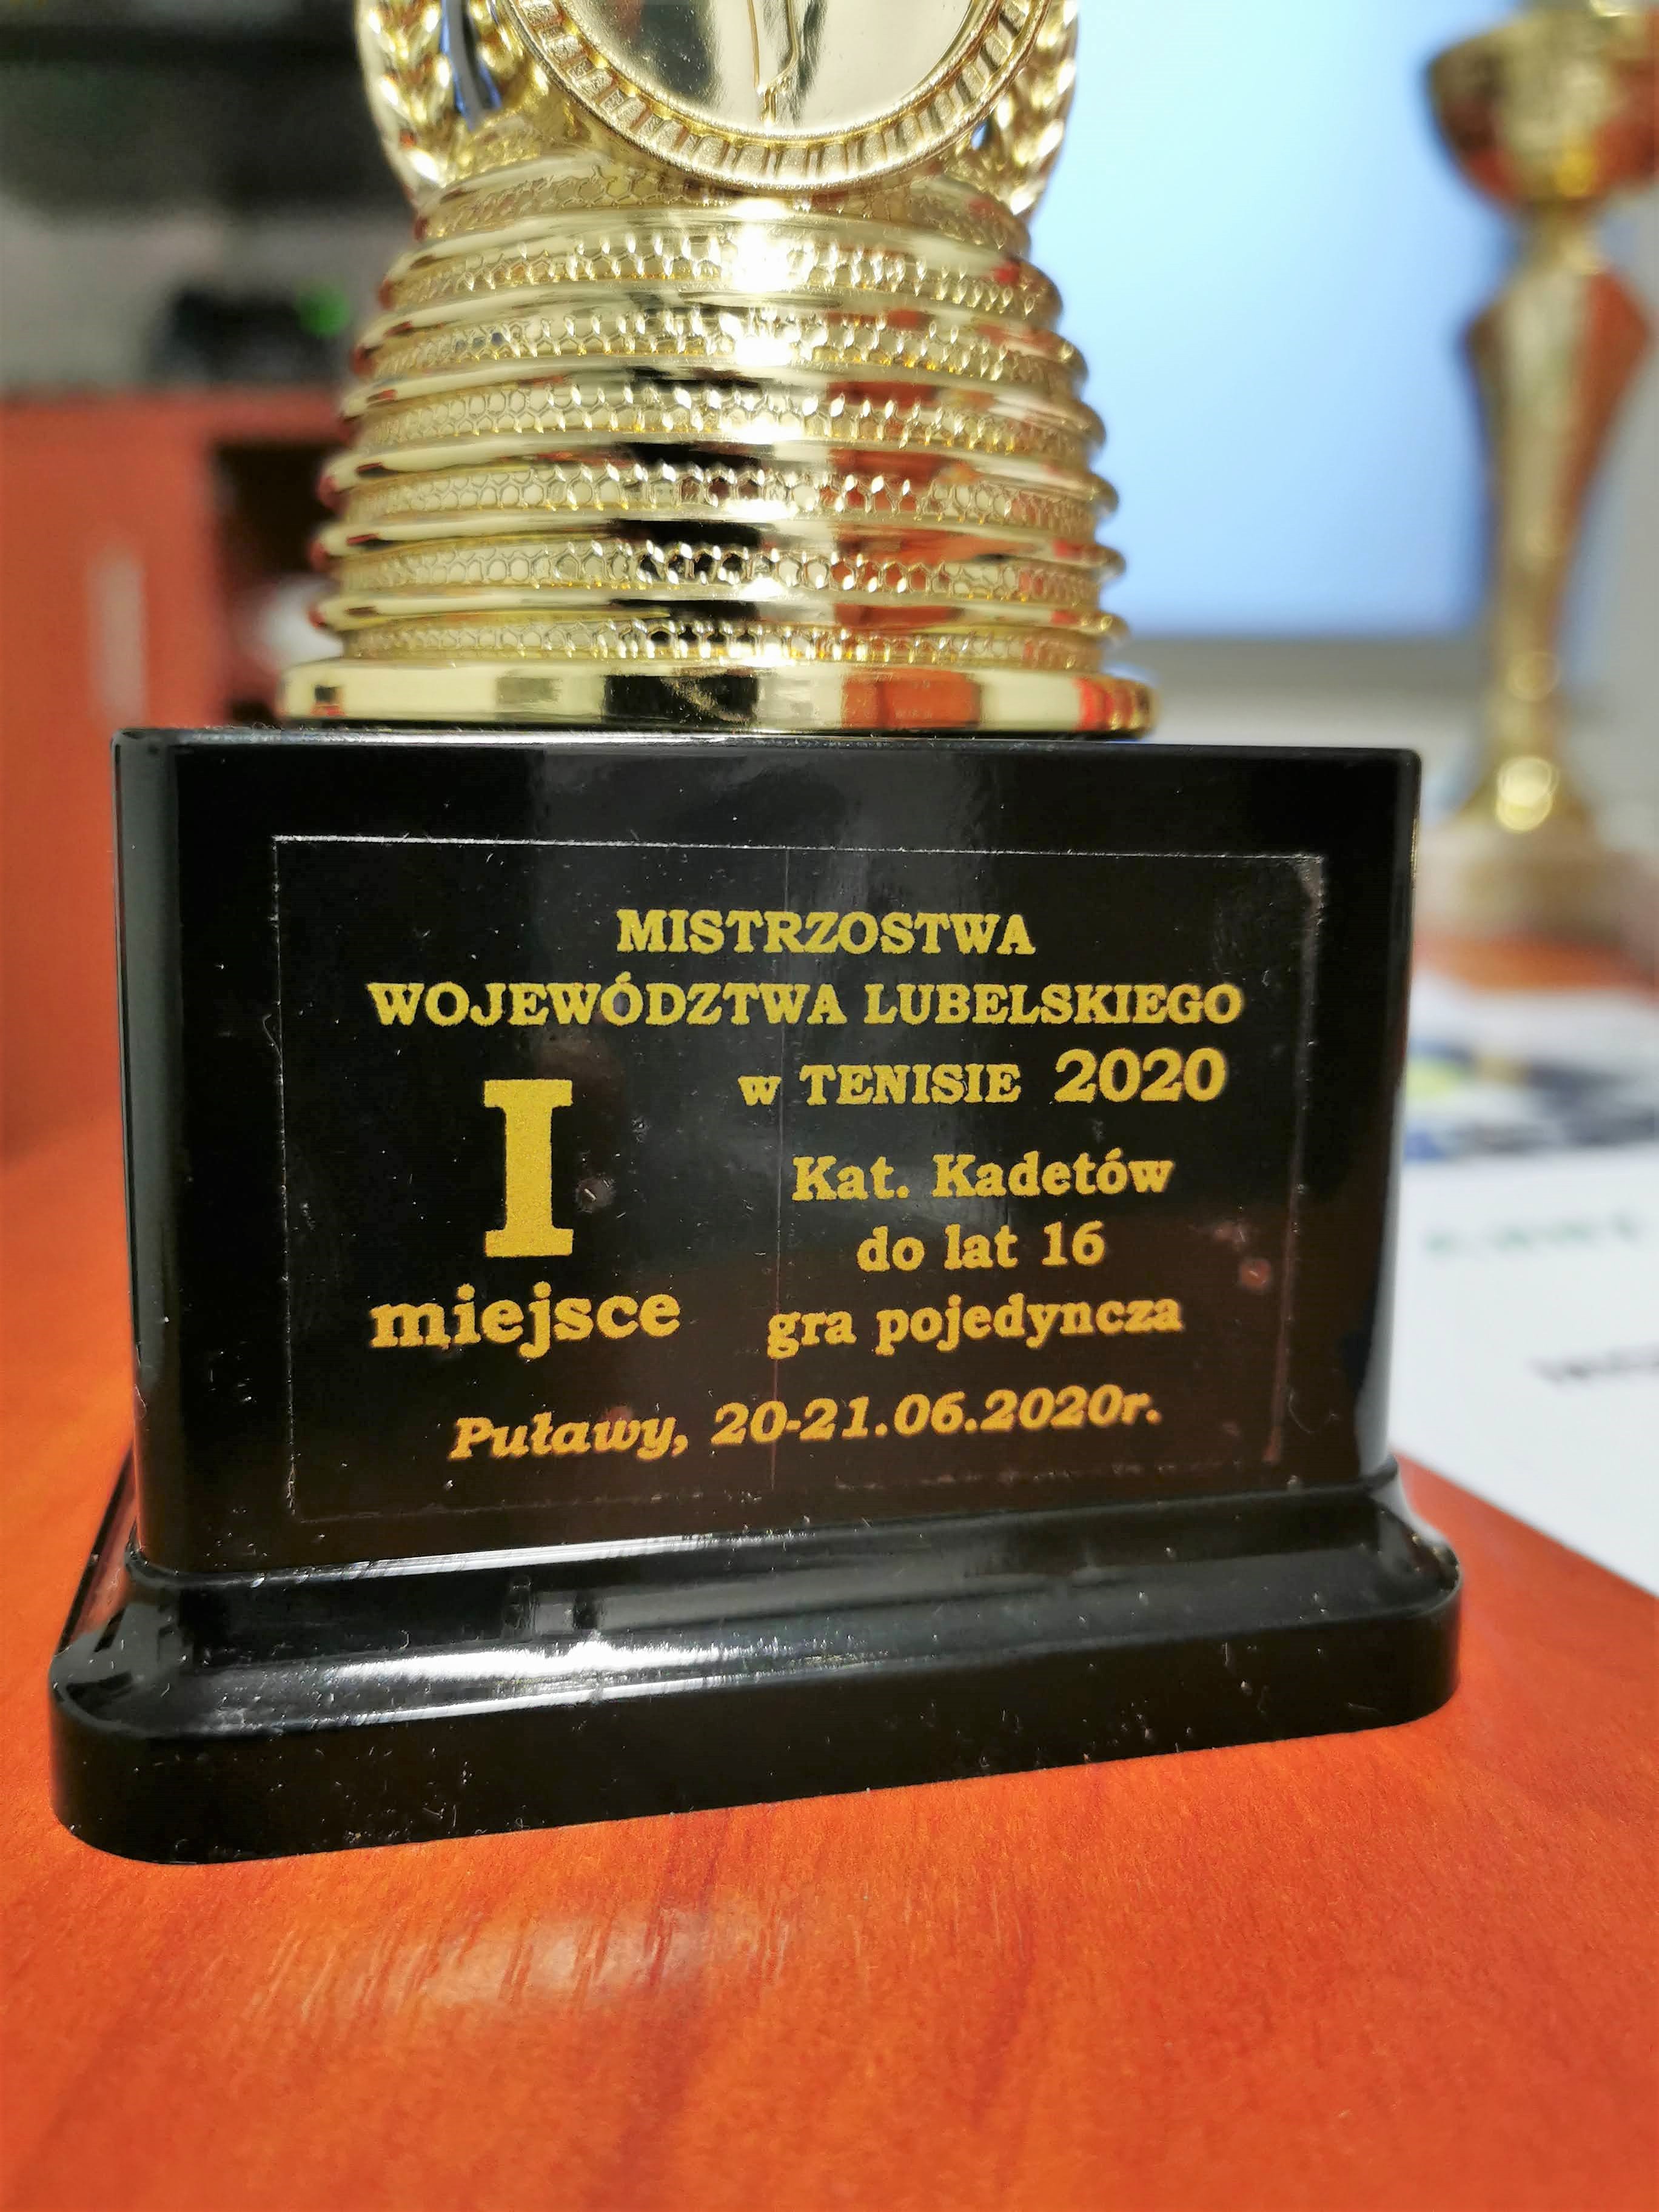 MISTRZOSTWA
WOJEWÓDZTWA LUBELSKIEGO
w TENISIE 2020
I
miejsce
Kat. Kadetów
do lat 16
gra pojedyncza
Puławy, 20-21.06.2020r.